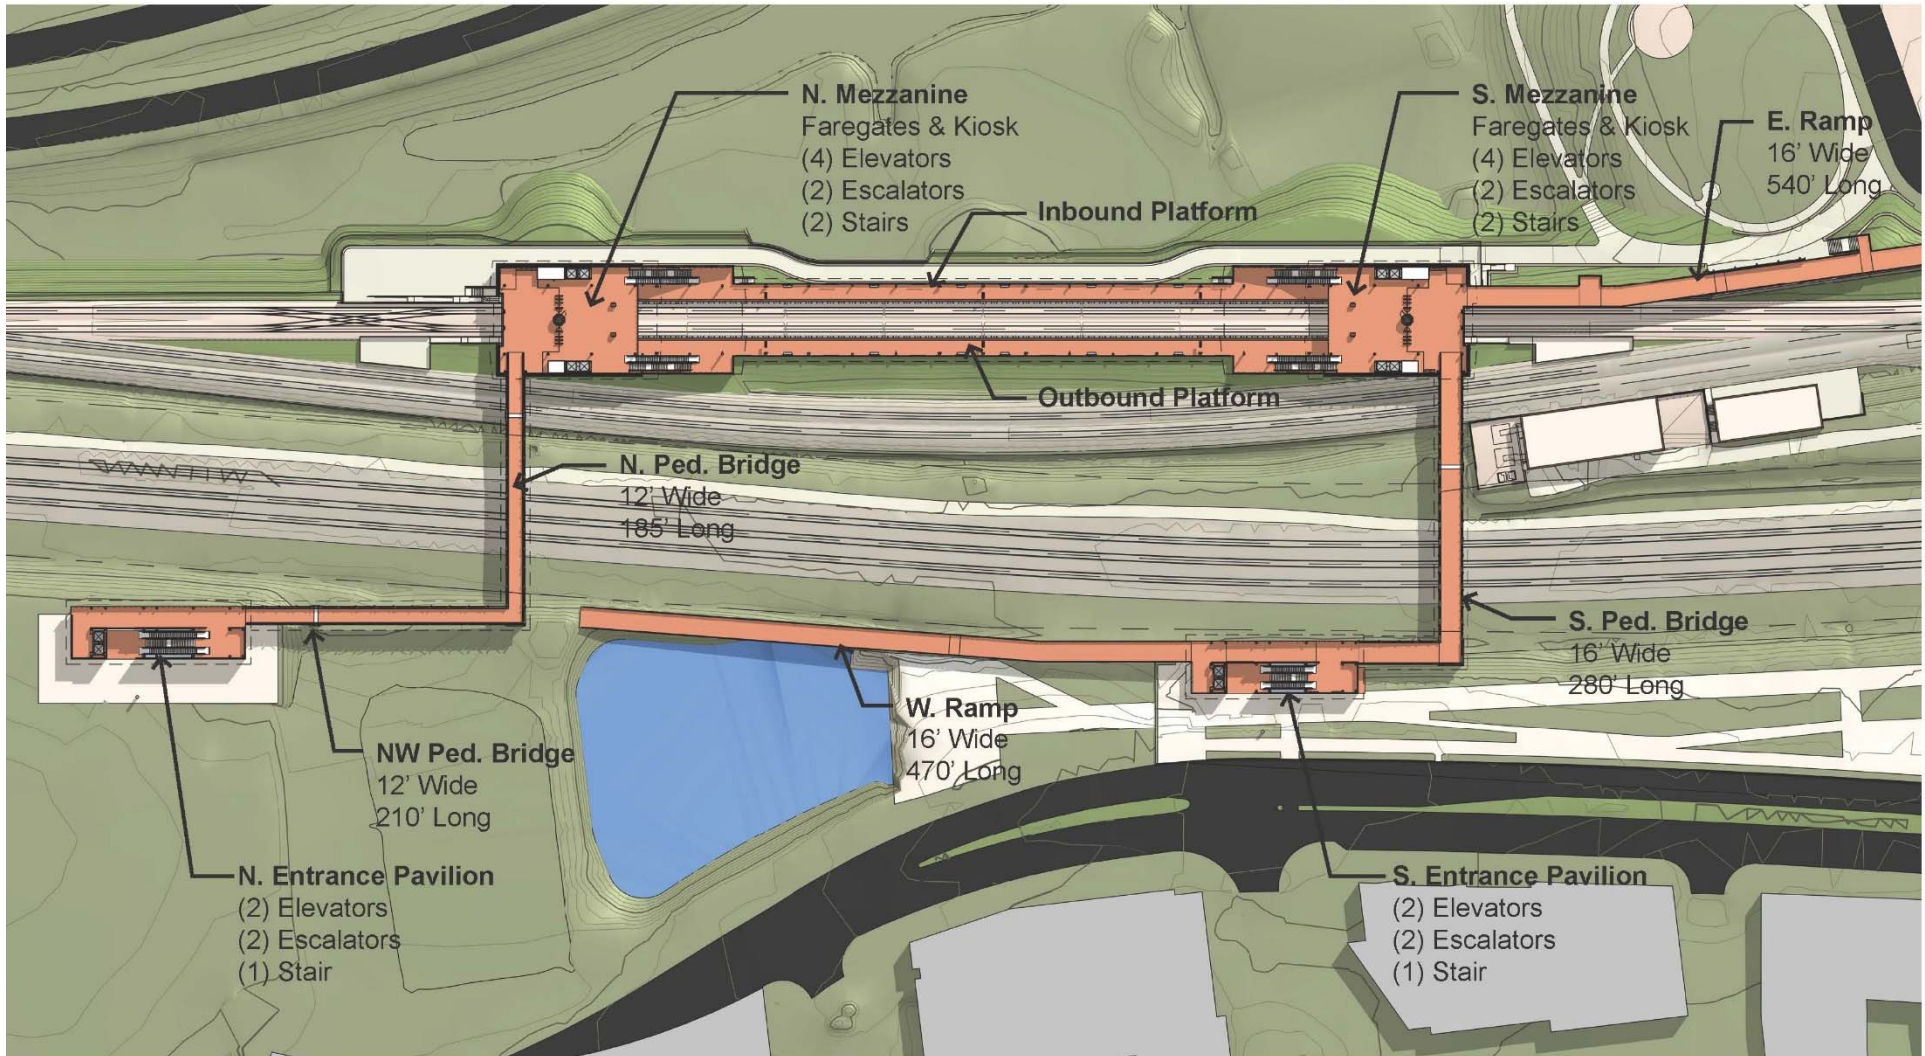 N. Mezzanine
Faregates & Kiosk
(4) Elevators
(2) Escalators
(2) Stairs
S. Mezzanine
Faregates & Kiosk
(4) Elevators
(2) Escalators
(2) Stairs
E. Ramp
16' Wide
540' Long
Inbound Platform
Outbound Platform
N. Ped. Bridge
12' Wide
185' Long
S. Ped. Bridge
16' Wide
280' Long
W. Ramp
16' Wide
470' Long
NW Ped. Bridge
12' Wide
210' Long
N. Entrance Pavilion
(2) Elevators
(2) Escalators
(1) Stair
S. Entrance Pavilion
(2) Elevators
(2) Escalators
(1) Stair